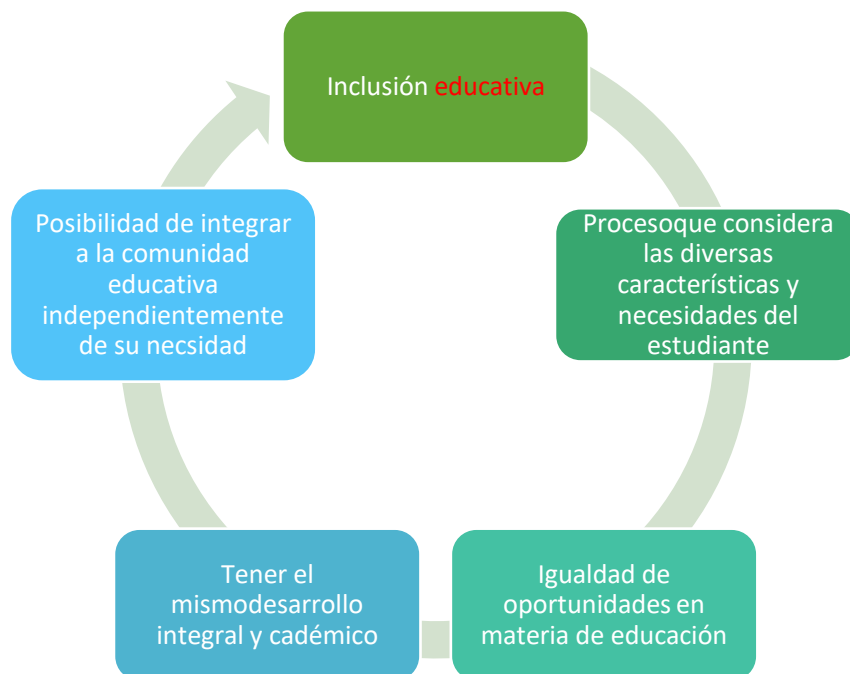 Inclusión educativa
Procesoque considera
las diversas
características y
necesidades del
estudiante
Igualdad de
oportunidades en
materia de educación
Tener el
mismodesarrollo
integral y cadémico
Posibilidad de integrar
a la comunidad
educativa
independientemente
de su necsidad